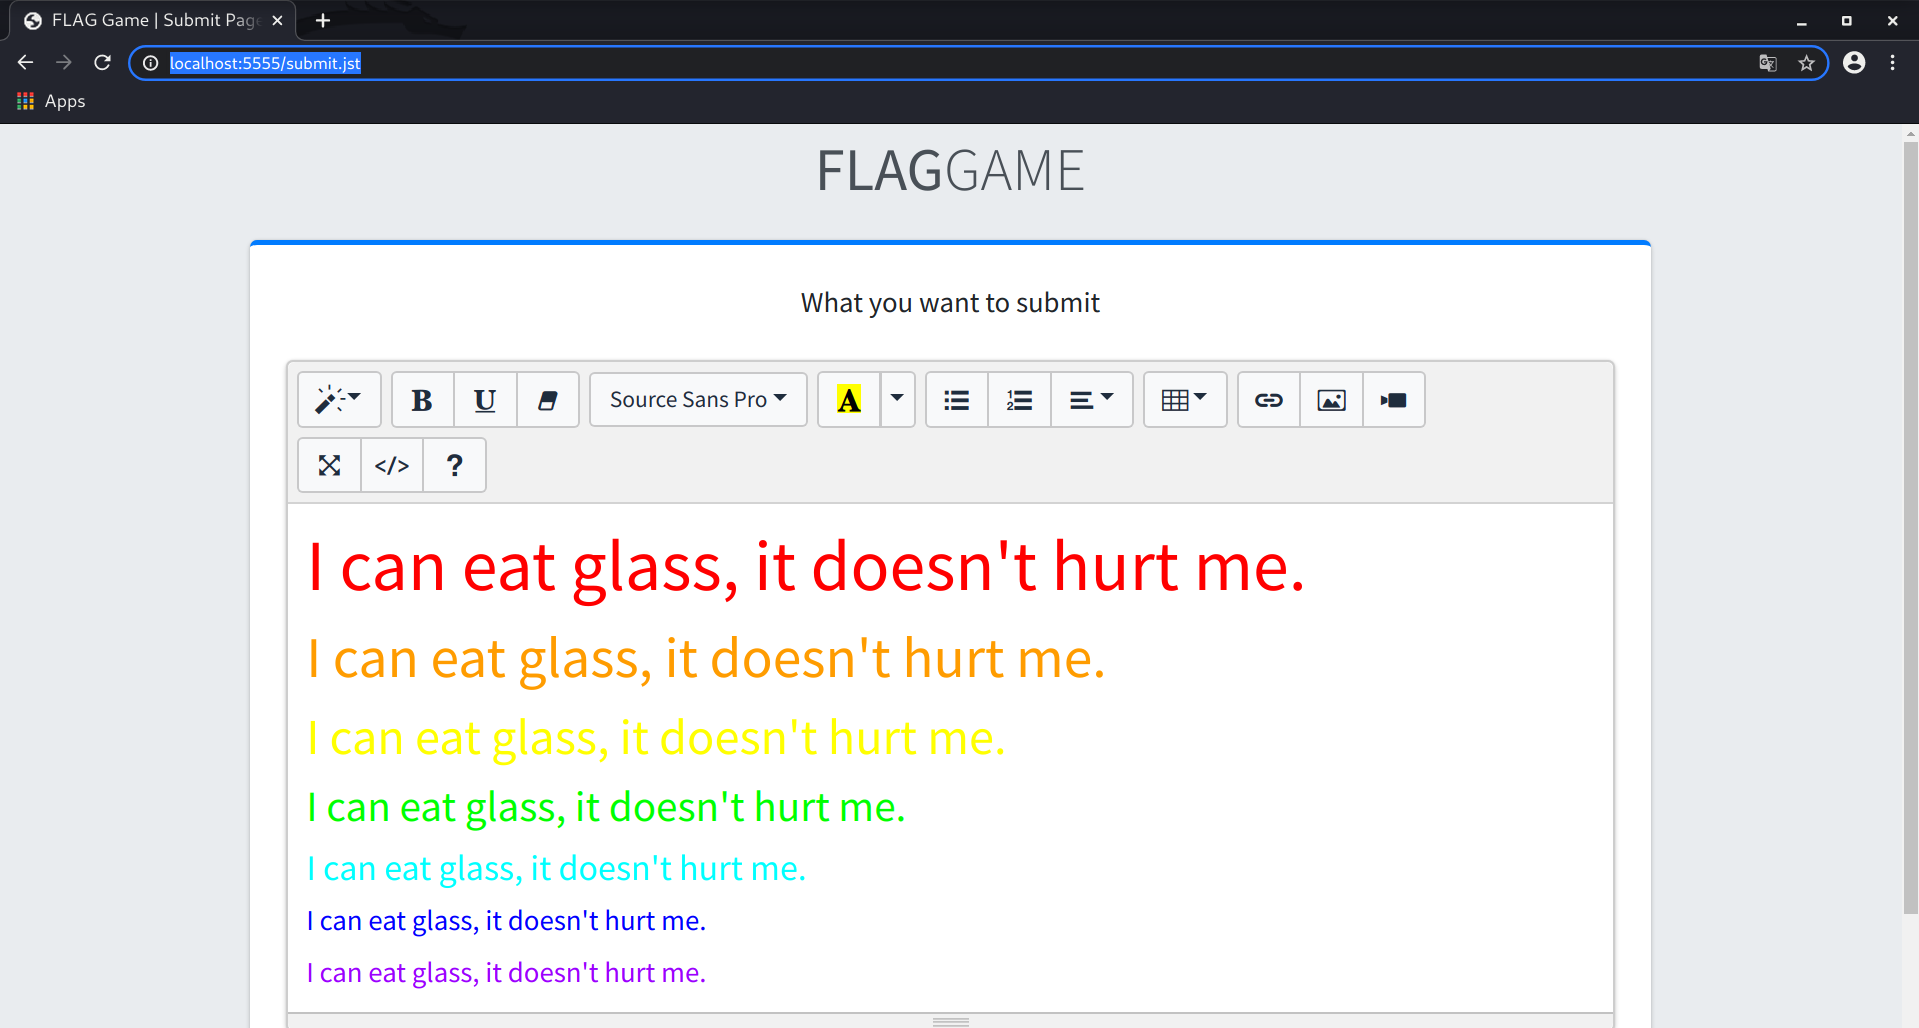 FLAG Game | Submit Pag
localhost:5555/submit.jst
Apps
FLAGGAME
What you want to submit
B U Source Sans Pro A
</> ?
I can eat glass, it doesn't hurt me.
I can eat glass, it doesn't hurt me.
I can eat glass, it doesn't hurt me.
I can eat glass, it doesn't hurt me.
I can eat glass, it doesn't hurt me.
I can eat glass, it doesn't hurt me.
I can eat glass, it doesn't hurt me.